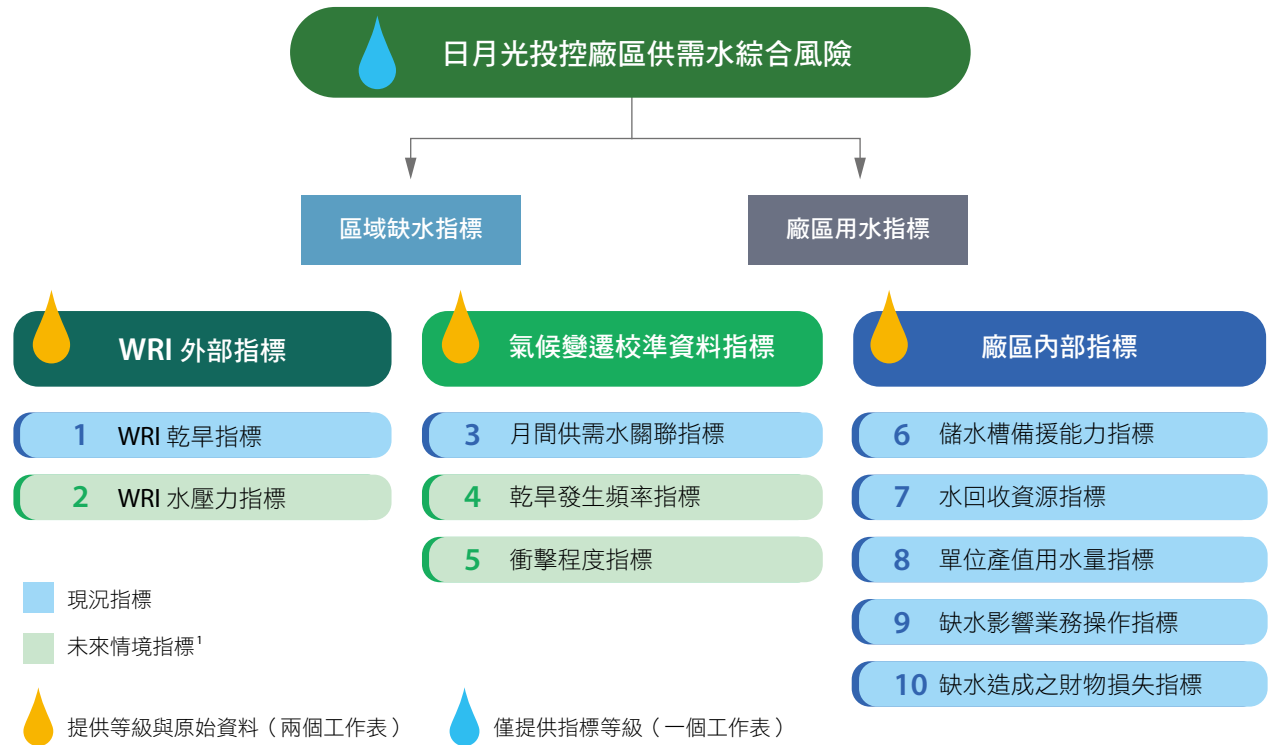 日月光投控廠區供需水綜合風險
區域缺水指標
廠區用水指標
WRI 外部指標
1 WRI 乾旱指標
2 WRI 水壓力指標
氣候變遷校準資料指標
3 月間供需水關聯指標
4 乾旱發生頻率指標
5 衝擊程度指標
廠區內部指標
6 儲水槽備援能力指標
7 水回收資源指標
8 單位產值用水量指標
9 缺水影響業務操作指標
10 缺水造成之財物損失指標
現況指標
未來情境指標¹
提供等級與原始資料（兩個工作表）
僅提供指標等級（一個工作表）